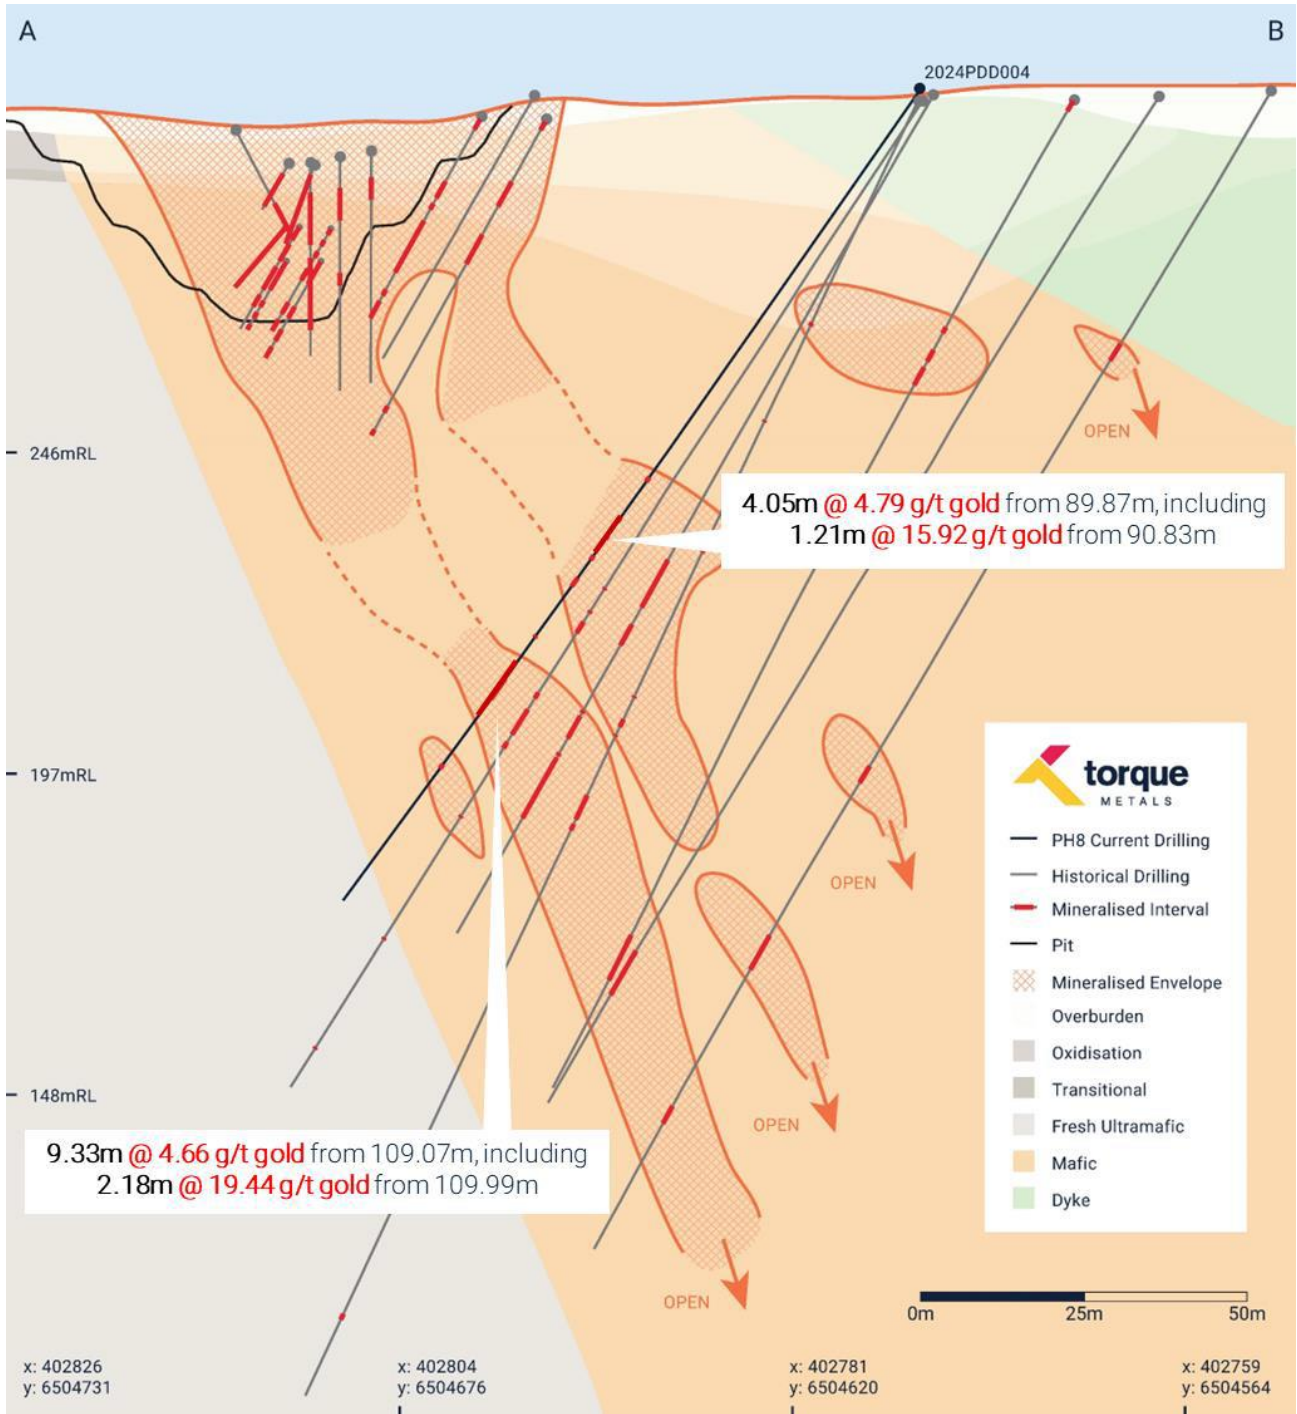 A
B
2024PDD004
246mRL
OPEN
4.05m @ 4.79 g/t gold from 89.87m, including
1.21m @ 15.92 g/t gold from 90.83m
197mRL
torque
METALS
PH8 Current Drilling
Historical Drilling
Mineralised Interval
Pit
Mineralised Envelope
Overburden
Oxidisation
Transitional
Fresh Ultramafic
Mafic
Dyke
OPEN
148mRL
OPEN
9.33m @ 4.66 g/t gold from 109.07m, including
2.18m @ 19.44 g/t gold from 109.99m
OPEN
0m 25m 50m
x: 402826
y: 6504731
x: 402804
y: 6504676
x: 402781
y: 6504620
x: 402759
y: 6504564